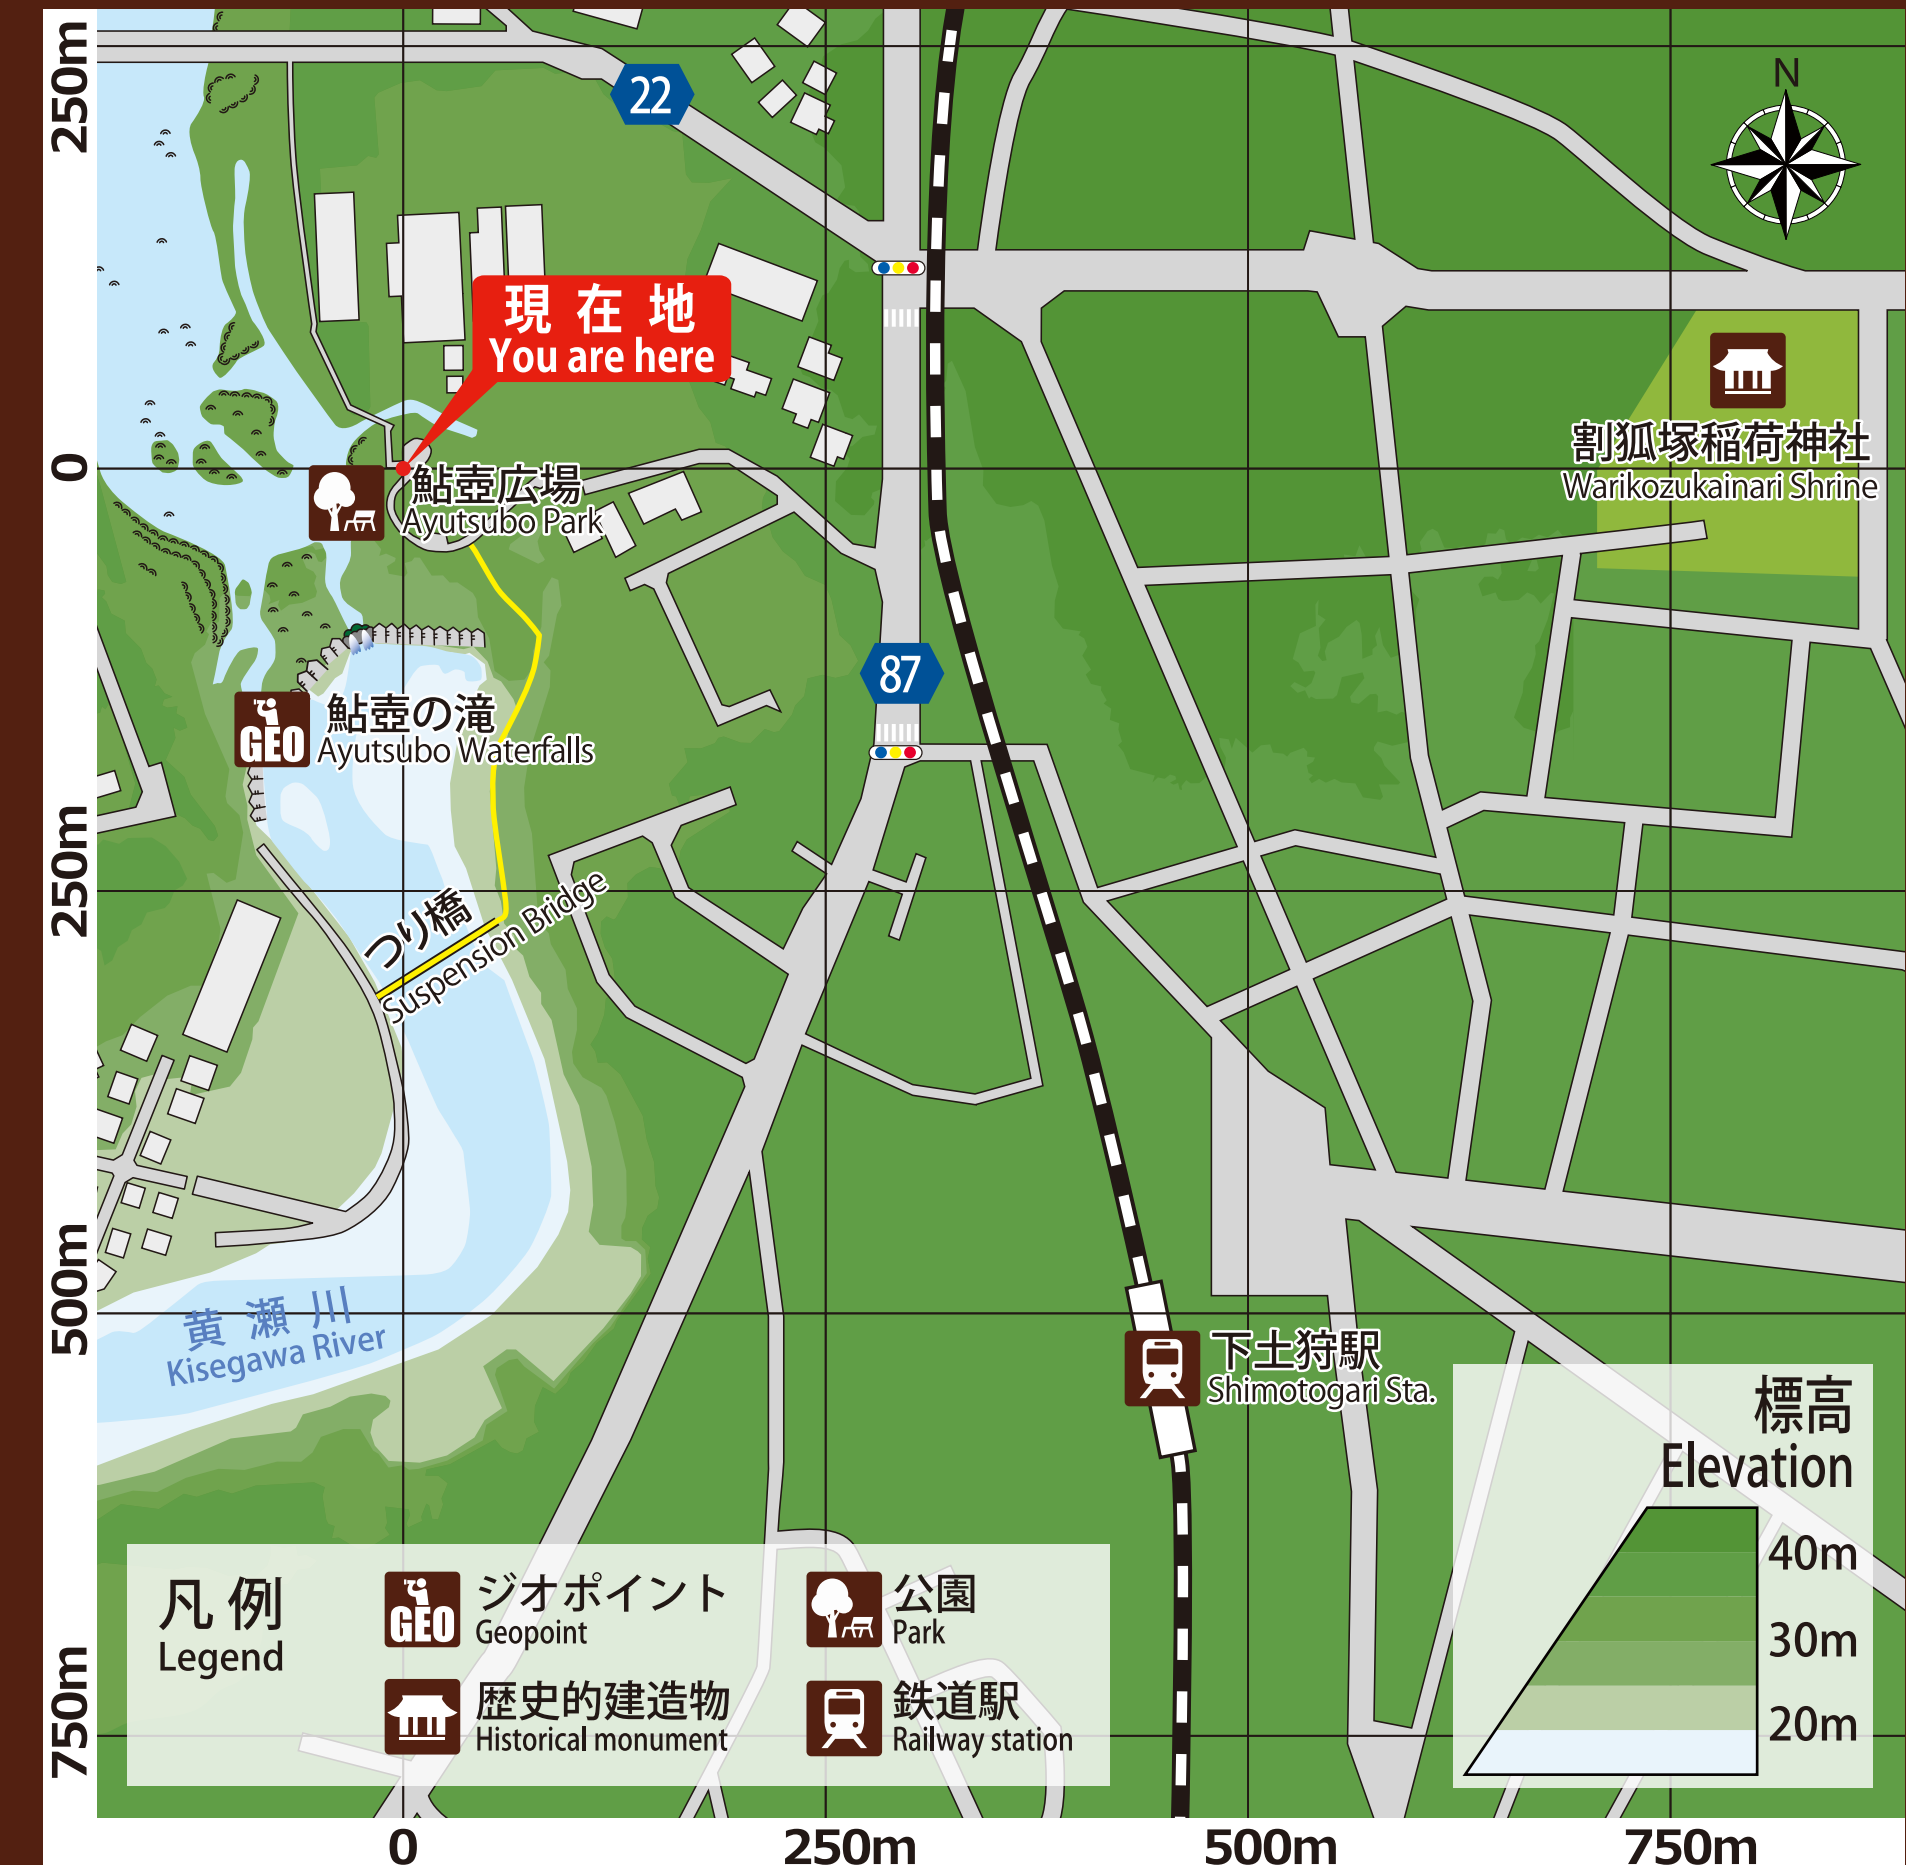 250m
0
250m
500m
750m
0
250m
500m
750m
N
22
87
現在地
You are here
鮎壺広場
Ayutsubo Park
割狐塚稲荷神社
Warikozukainari Shrine
GEO
鮎壺の滝
Ayutsubo Waterfalls
つり橋
Suspension Bridge
黄瀬川
Kisegawa River
下土狩駅
Shimotogari Sta.
標高
Elevation
40m
30m
20m
凡例
Legend
GEO
ジオポイント
Geopoint
公園
Park
歴史的建造物
Historical monument
鉄道駅
Railway station